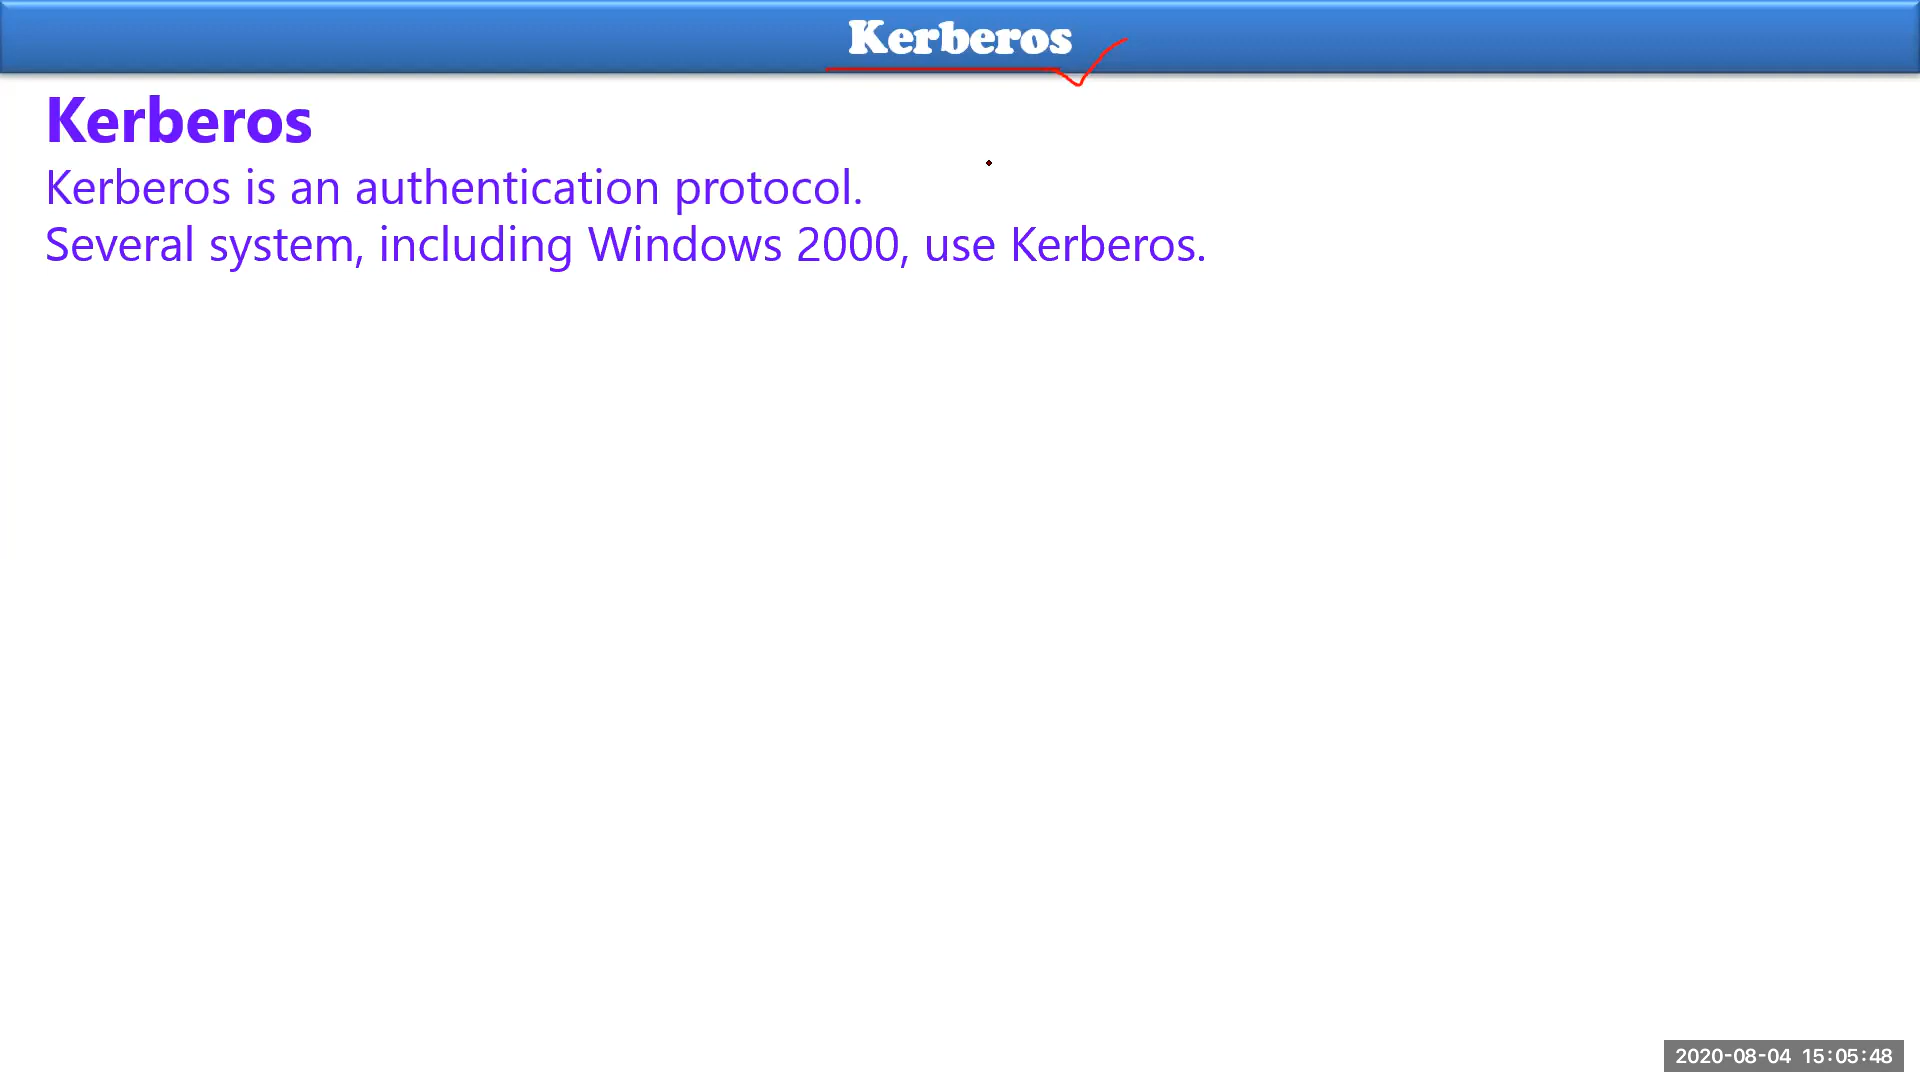 Kerberos
Kerberos
Kerberos is an authentication protocol.
Several system, including Windows 2000, use Kerberos.
2020-08-04 15:05:48